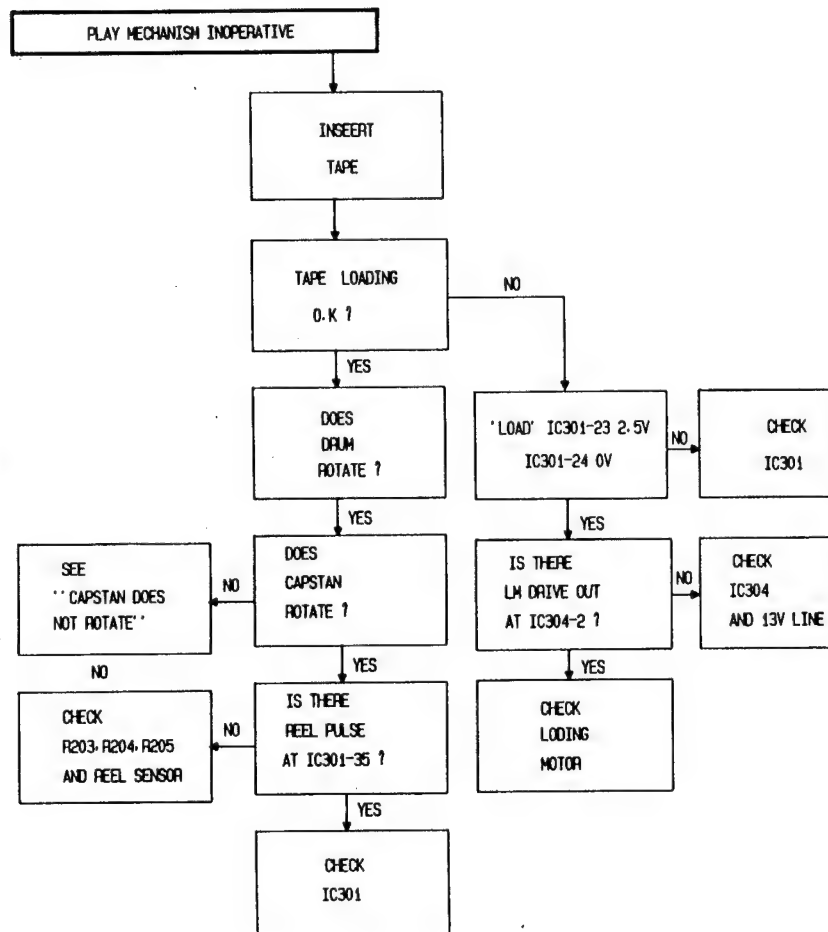 PLAY MECHANISM INOPERATIVE
INSEERT
TAPE
TAPE LOADING
O.K ?
NO
YES
DOES
DRUM
ROTATE ?
'LOAD' IC301-23 2.5V
IC301-24 0V
NO
CHECK
IC301
YES
YES
SEE
''CAPSTAN DOES
NOT ROTATE''
NO
DOES
CAPSTAN
ROTATE ?
IS THERE
LM DRIVE OUT
AT IC304-2 ?
NO
CHECK
IC304
AND 13V LINE
NO
YES
YES
CHECK
R203, R204, R205
AND REEL SENSOR
NO
IS THERE
REEL PULSE
AT IC301-35 ?
CHECK
LODING
MOTOR
YES
CHECK
IC301